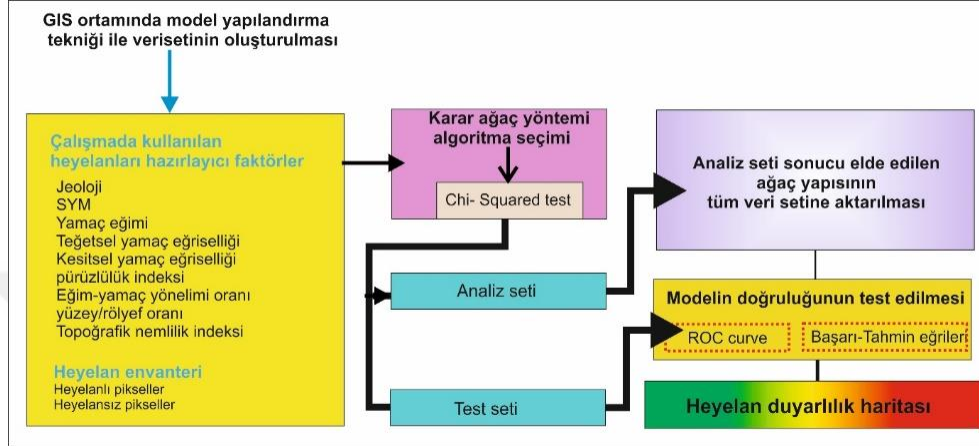 GIS ortamında model yapılandırma
tekniği ile verisetinin oluşturulması
Çalışmada kullanılan
heyelanları hazırlayıcı faktörler
Jeoloji
SYM
Yamaç eğimi
Teğetsel yamaç eğriselliği
Kesitsel yamaç eğriselliği
pürüzlülük indeksi
Eğim-yamaç yönelimi oranı
yüzey/rölyef oranı
Topoğrafik nemlilik indeksi
Heyelan envanteri
Heyelanlı pikseller
Heyelansız pikseller
Karar ağaç yöntemi
algoritma seçimi
Chi- Squared test
Analiz seti
Test seti
Analiz seti sonucu elde edilen
ağaç yapısının
tüm veri setine aktarılması
Modelin doğruluğunun test edilmesi
ROC curve
Başarı-Tahmin eğrileri
Heyelan duyarlılık haritası